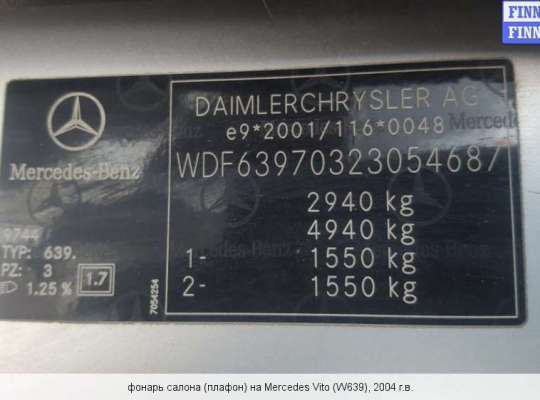 FINN
FINN
DAIMLERCHRYSLER AG
e9*2001/116*0048
WDF63970323054687
2940 kg
4940 kg
1- 1550 kg
2- 1550 kg
Mercedes-Benz
9744
TYP: 639.
PZ: 3
1.25 % 1.7
7054254
фонарь салона (плафон) на Mercedes Vito (W639), 2004 г.в.